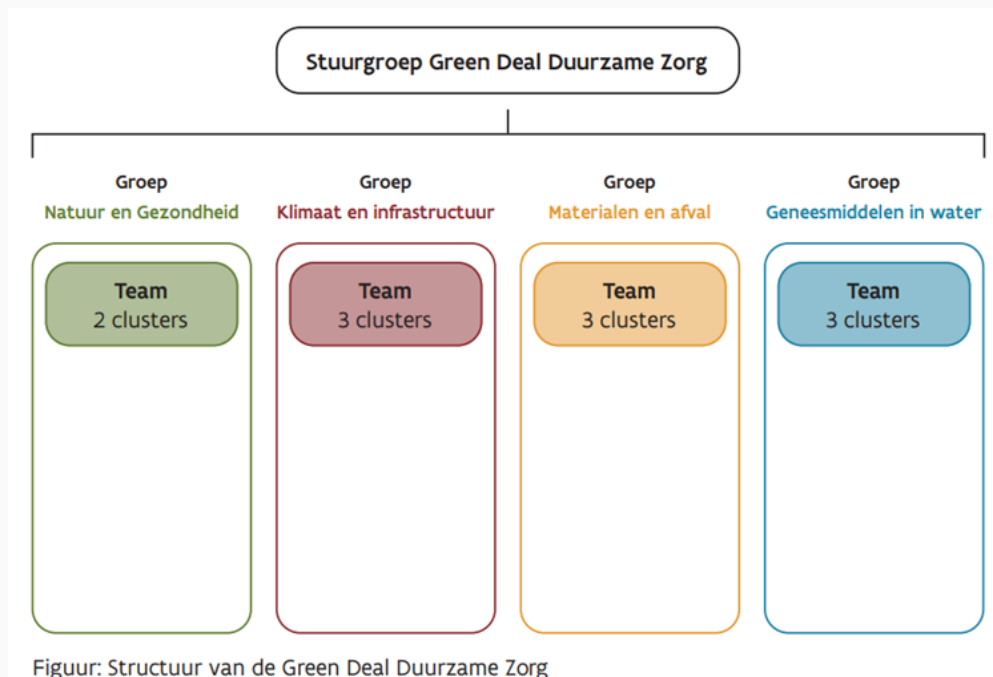 Stuurgroep Green Deal Duurzame Zorg
Groep
Natuur en Gezondheid
Groep
Klimaat en infrastructuur
Groep
Materialen en afval
Groep
Geneesmiddelen in water
Team
2 clusters
Team
3 clusters
Team
3 clusters
Team
3 clusters
Figuur: Structuur van de Green Deal Duurzame Zorg